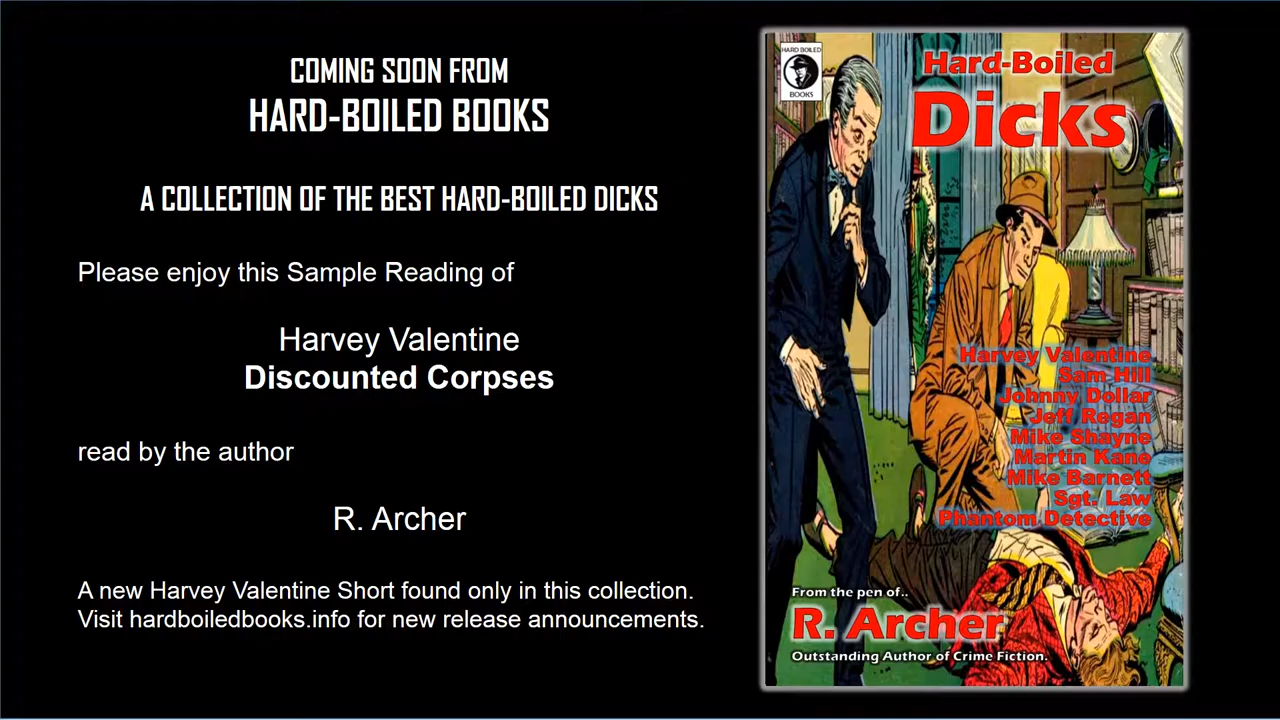 COMING SOON FROM
HARD-BOILED BOOKS
A COLLECTION OF THE BEST HARD-BOILED DICKS
Please enjoy this Sample Reading of
Harvey Valentine
Discounted Corpses
read by the author
R. Archer
A new Harvey Valentine Short found only in this collection.
Visit hardboiledbooks.info for new release announcements.
HARD BOILED
BOOKS
Hard-Boiled
Dicks
Harvey Valentine
Sam Hill
Johnny Dollar
Jeff Regan
Mike Shayne
Martin Kane
Mike Barnett
Sgt. Law
Phantom Detective
From the pen of..
R. Archer
Outstanding Author of Crime Fiction.